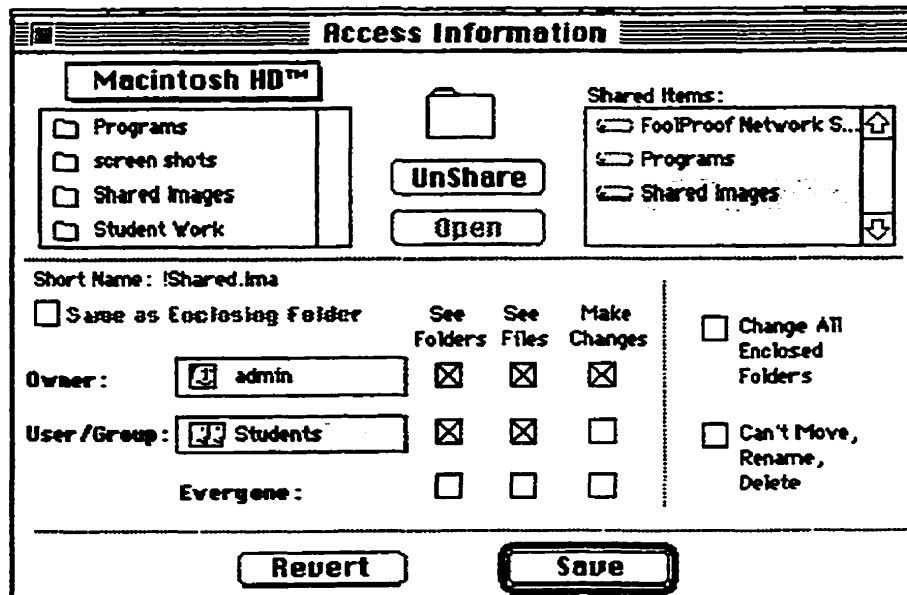 Access Information
Macintosh HD™
Programs
screen shots
Shared Images
Student Work
UnShare
Open
Shared Items:
FoolProof Network S...
Programs
Shared Images
Short Name: !Shared.Ima
Same as Enclosing Folder
See Folders
See Files
Make Changes
Owner:
admin
User/Group:
Students
Everyone:
Change All
Enclosed
Folders
Can't Move,
Rename,
Delete
Revert
Save